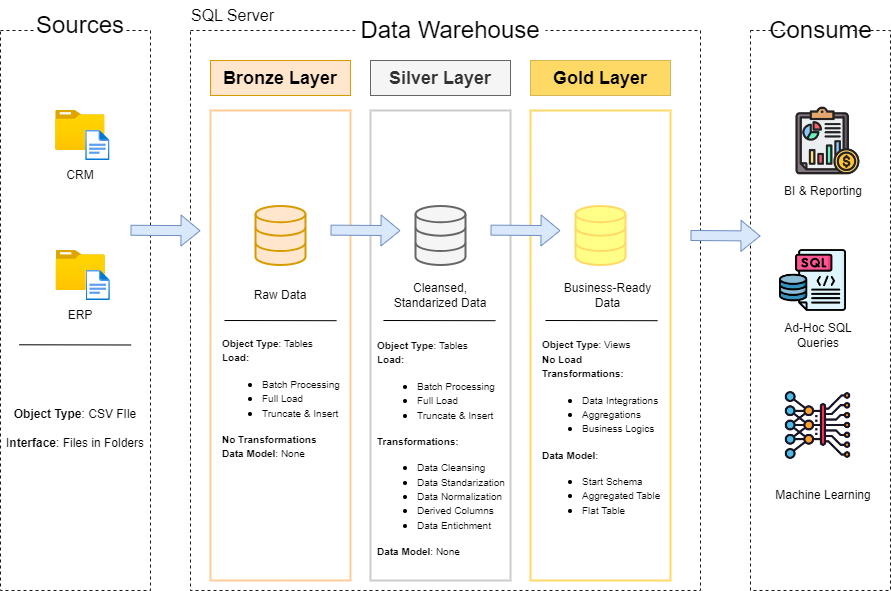 Sources
CRM
ERP
Object Type: CSV FIle
Interface: Files in Folders
SQL Server
Data Warehouse
Bronze Layer
Raw Data
Object Type: Tables
Load:
Batch Processing
Full Load
Truncate & Insert
No Transformations
Data Model: None
Silver Layer
Cleansed,
Standarized Data
Object Type: Tables
Load:
Batch Processing
Full Load
Truncate & Insert
Transformations:
Data Cleansing
Data Standarization
Data Normalization
Derived Columns
Data Entichment
Data Model: None
Gold Layer
Business-Ready
Data
Object Type: Views
No Load
Transformations:
Data Integrations
Aggregations
Business Logics
Data Model:
Start Schema
Aggregated Table
Flat Table
Consume
$
BI & Reporting
SQL
</>
Ad-Hoc SQL
Queries
Machine Learning